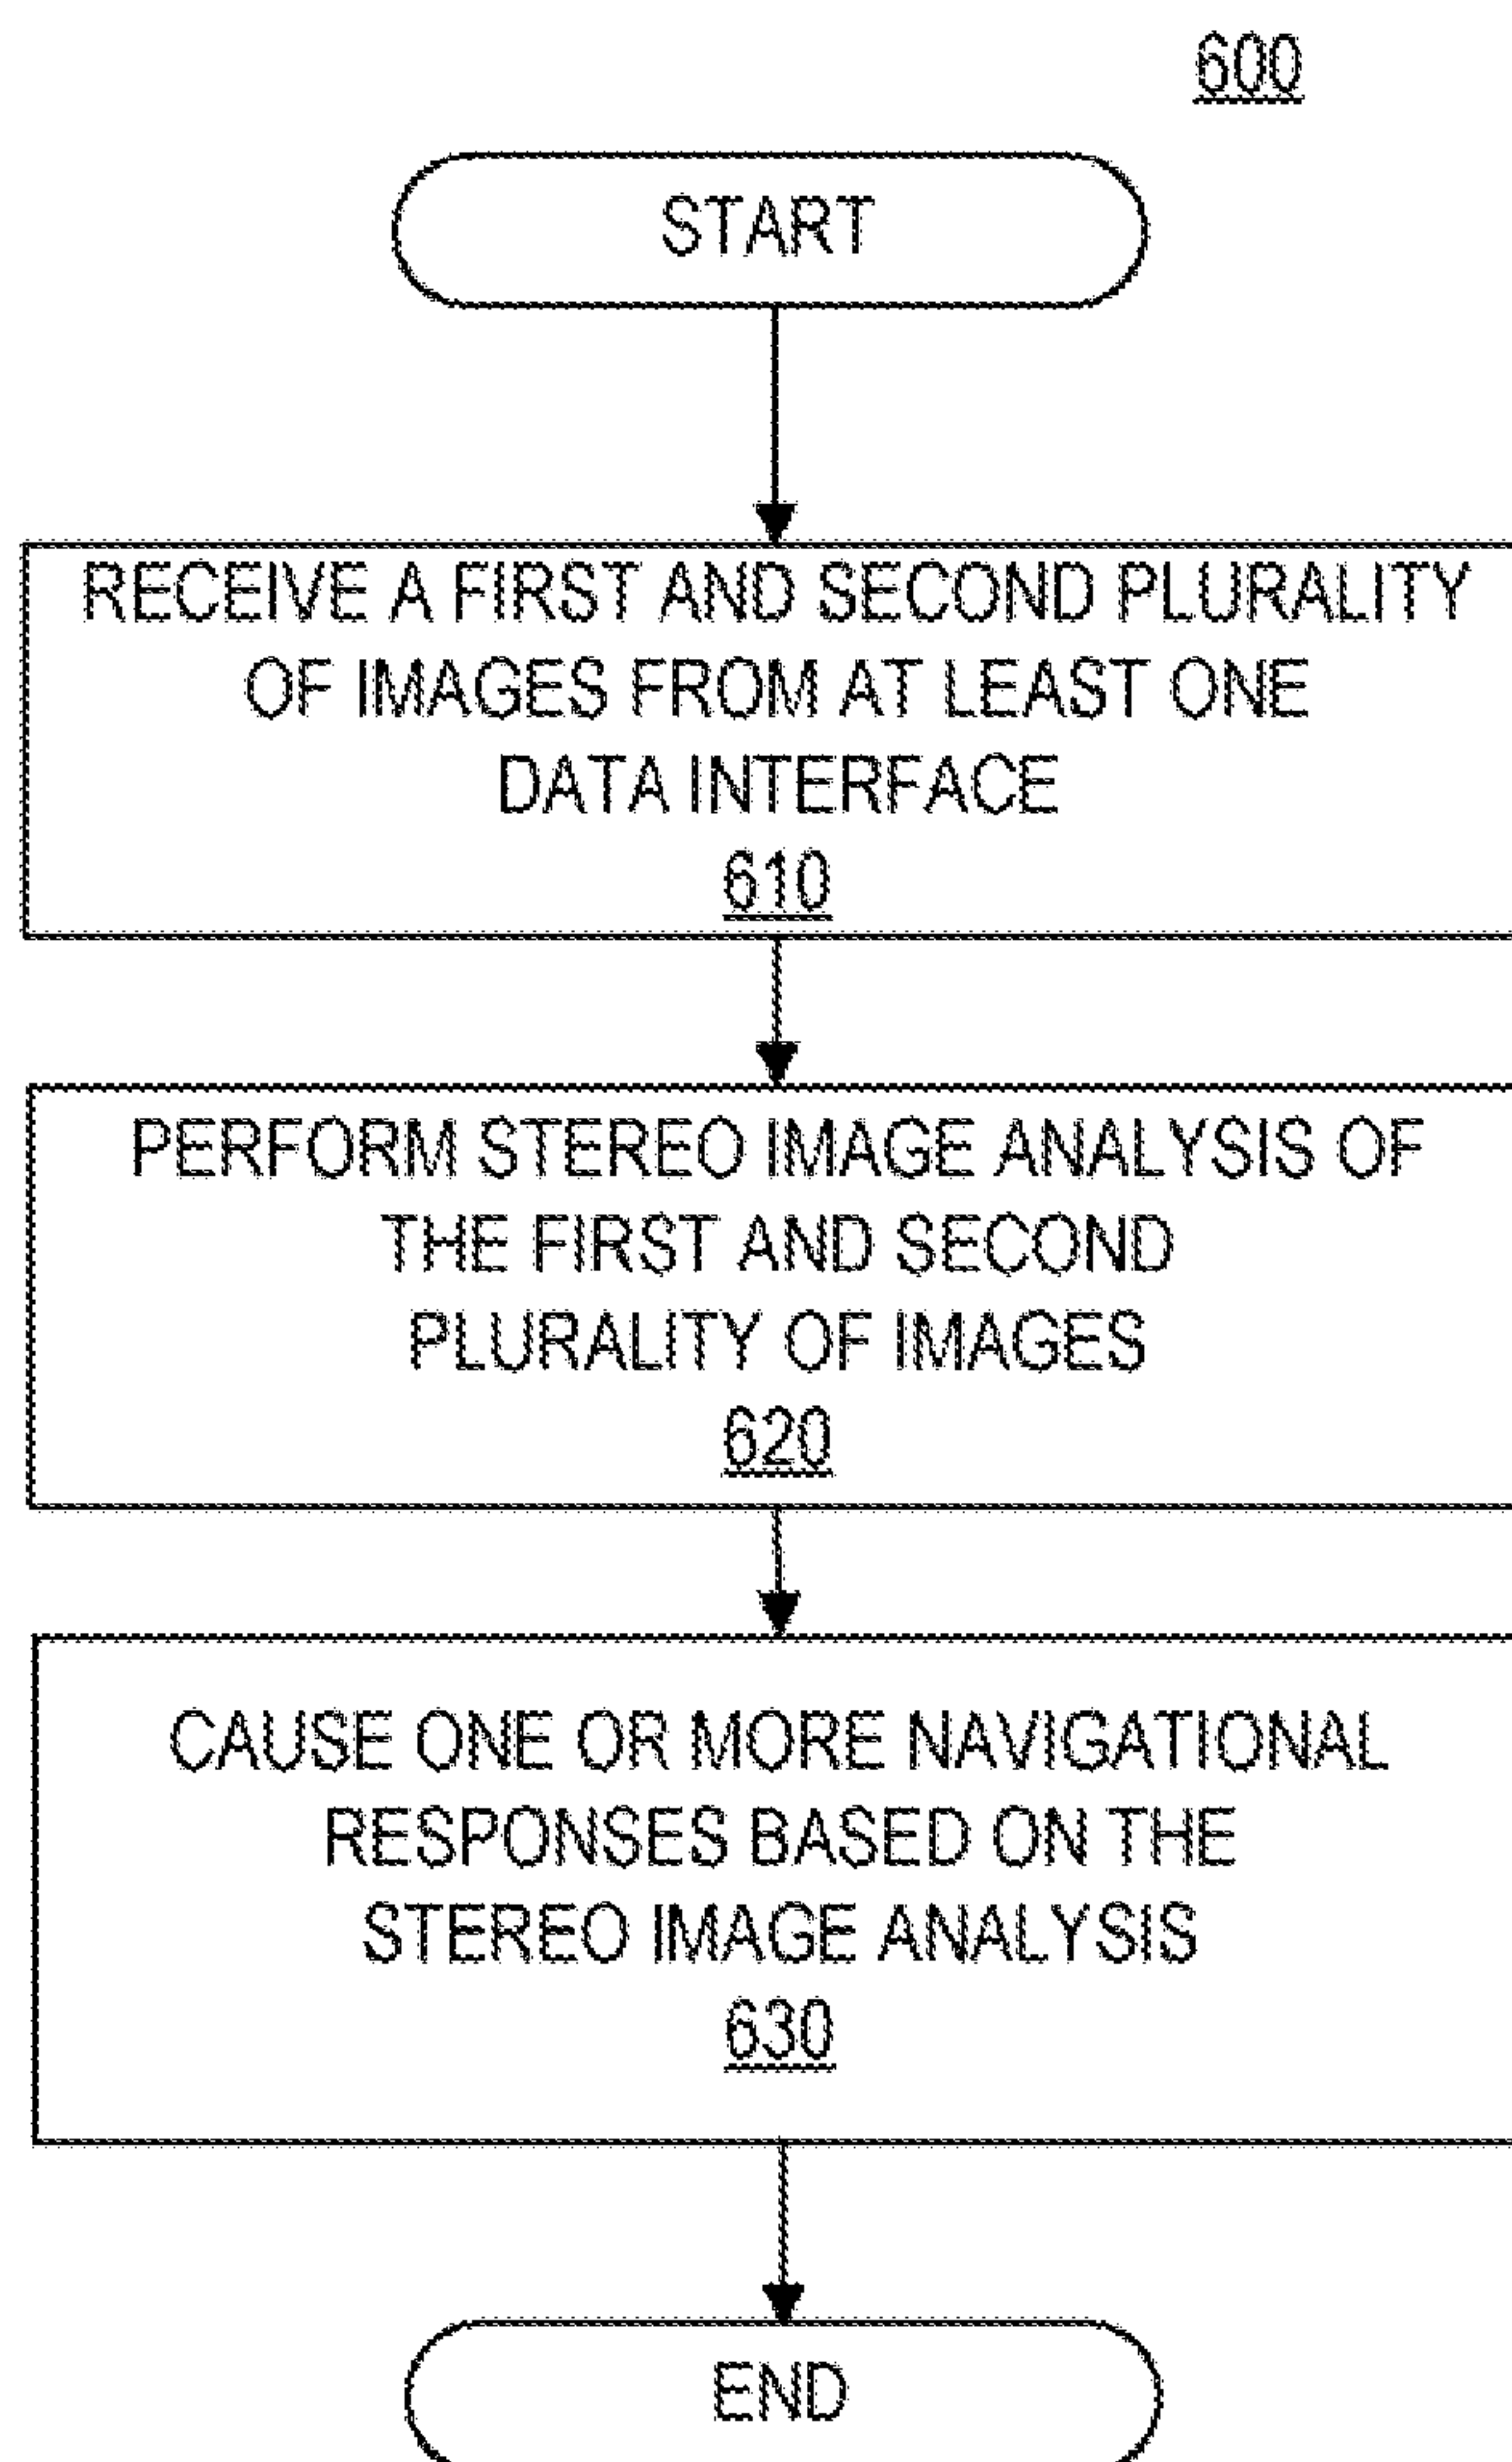 600
START
RECEIVE A FIRST AND SECOND PLURALITY
OF IMAGES FROM AT LEAST ONE
DATA INTERFACE
610
PERFORM STEREO IMAGE ANALYSIS OF
THE FIRST AND SECOND
PLURALITY OF IMAGES
620
CAUSE ONE OR MORE NAVIGATIONAL
RESPONSES BASED ON THE
STEREO IMAGE ANALYSIS
630
END